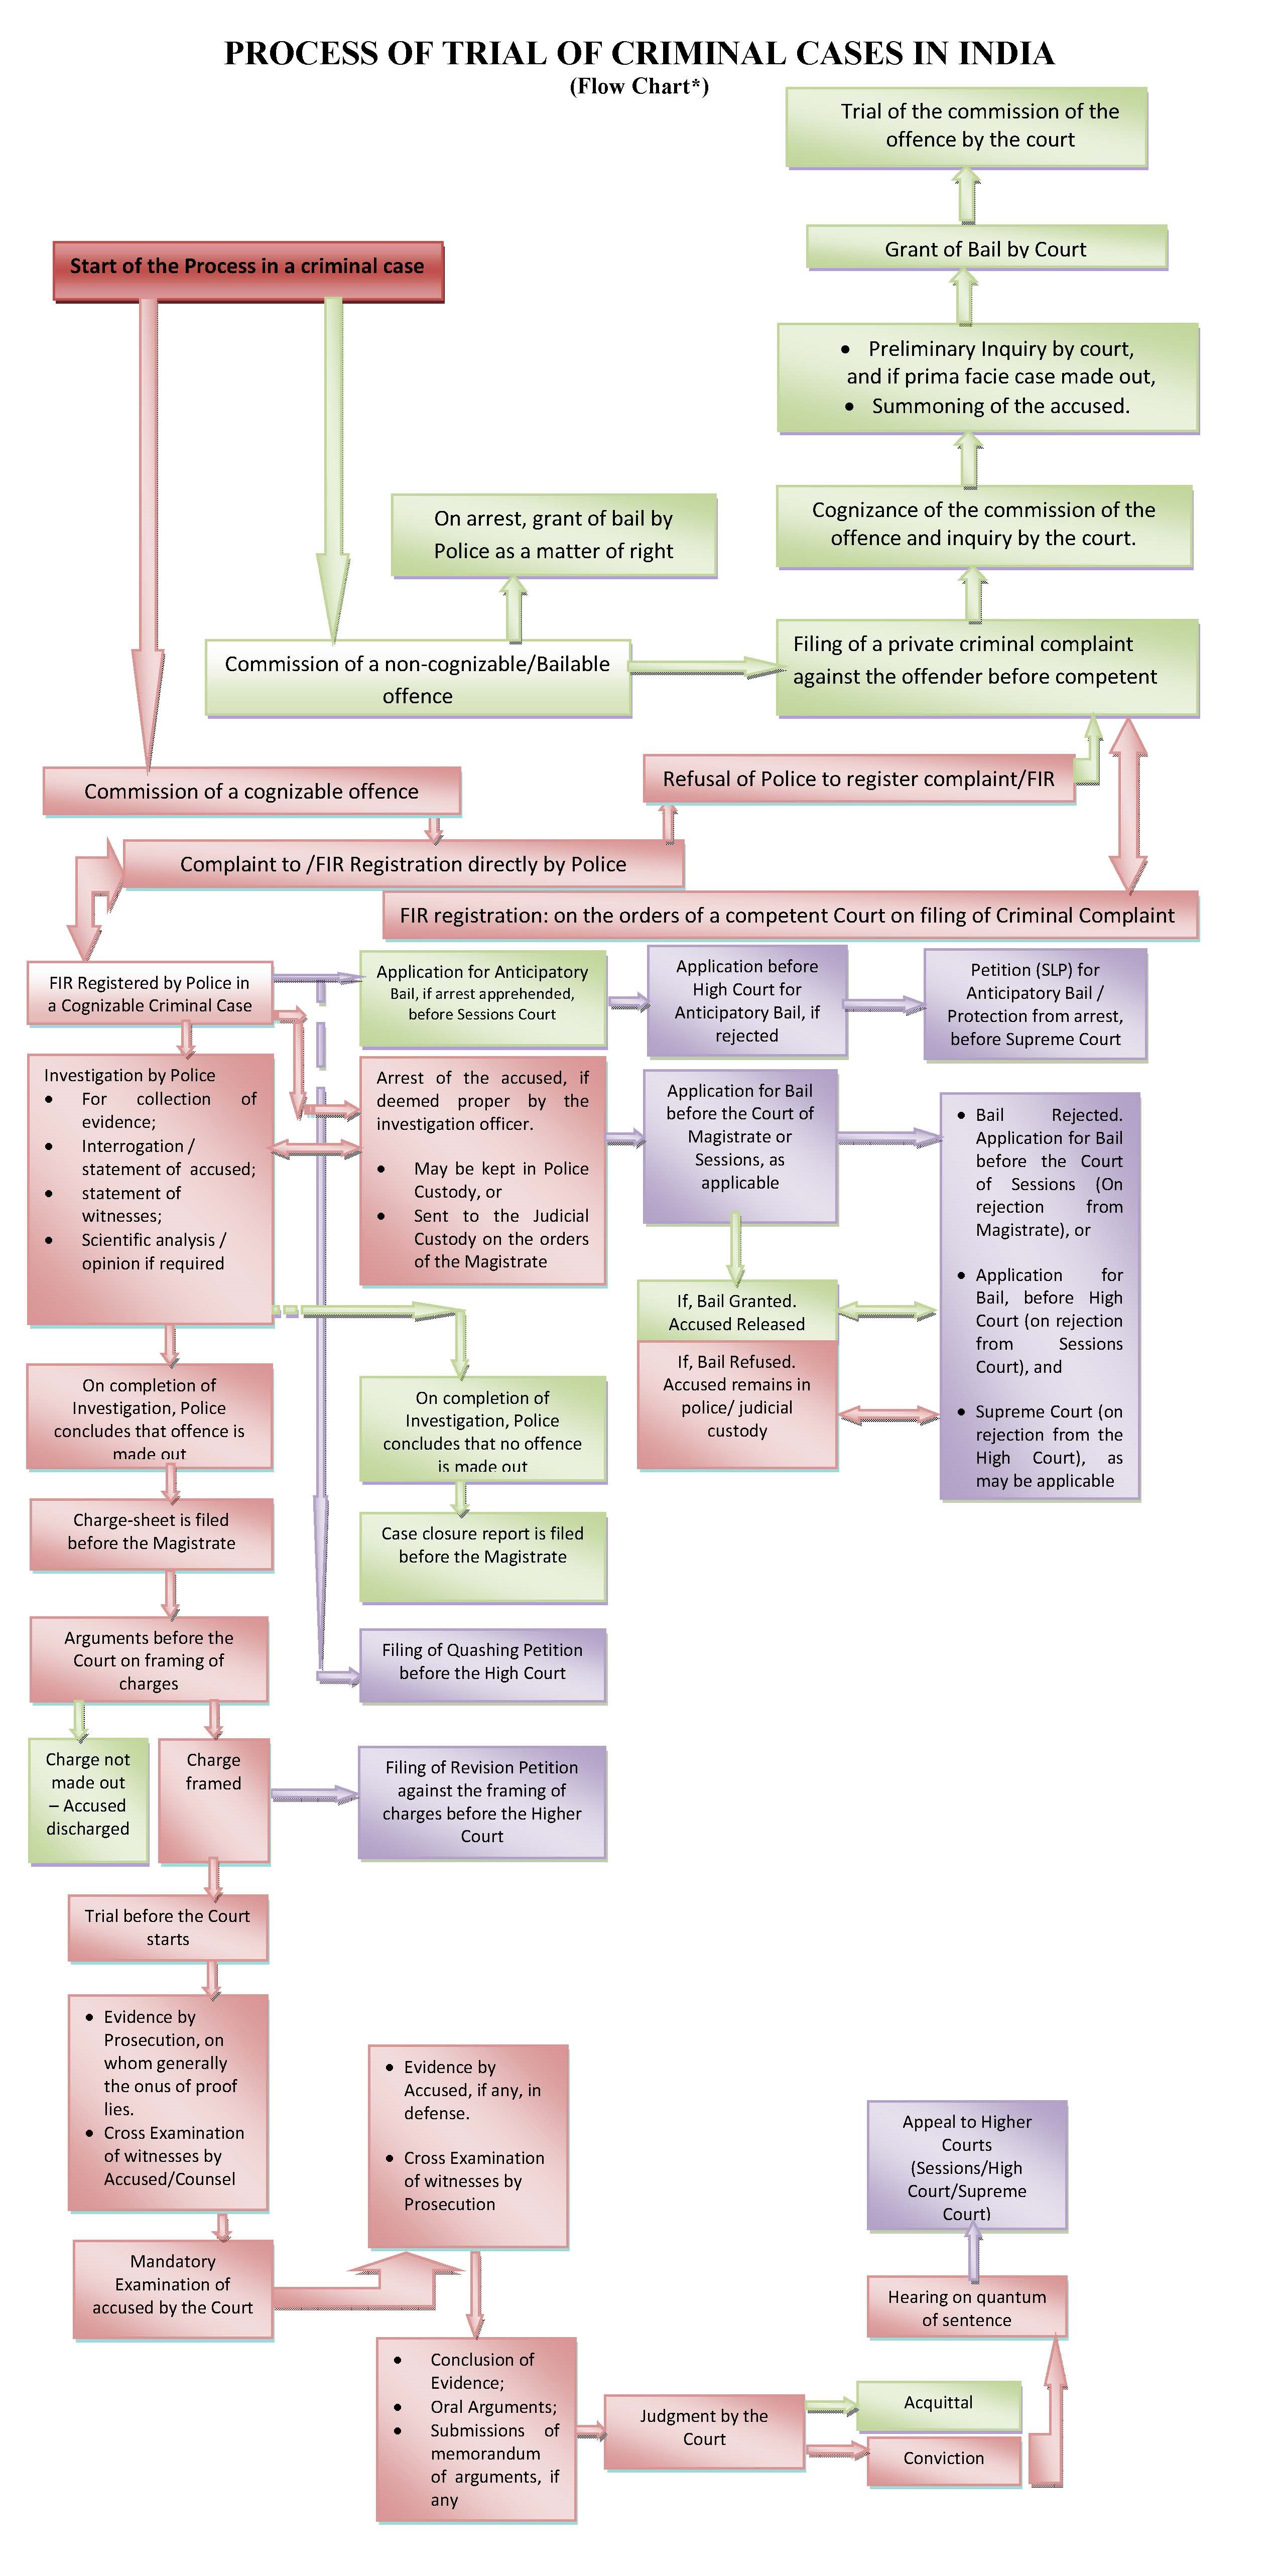 PROCESS OF TRIAL OF CRIMINAL CASES IN INDIA
(Flow Chart*)
Trial of the commission of the
offence by the court
Grant of Bail by Court
Start of the Process in a criminal case
• Preliminary Inquiry by court,
and if prima facie case made out,
• Summoning of the accused.
On arrest, grant of bail by
Police as a matter of right
Cognizance of the commission of the
offence and inquiry by the court.
Commission of a non-cognizable/Bailable
offence
Filing of a private criminal complaint
against the offender before competent
Commission of a cognizable offence
Refusal of Police to register complaint/FIR
Complaint to /FIR Registration directly by Police
FIR registration: on the orders of a competent Court on filing of Criminal Complaint
FIR Registered by Police in
a Cognizable Criminal Case
Application for Anticipatory
Bail, if arrest apprehended,
before Sessions Court
Application before
High Court for
Anticipatory Bail, if
rejected
Petition (SLP) for
Anticipatory Bail /
Protection from arrest,
before Supreme Court
Investigation by Police
• For collection of
evidence;
• Interrogation /
statement of accused;
• statement of
witnesses;
• Scientific analysis /
opinion if required
Arrest of the accused, if
deemed proper by the
investigation officer.
• May be kept in Police
Custody, or
• Sent to the Judicial
Custody on the orders
of the Magistrate
Application for Bail
before the Court of
Magistrate or
Sessions, as
applicable
• Bail Rejected.
Application for Bail
before the Court
of Sessions (On
rejection from
Magistrate), or
• Application for
Bail, before High
Court (on rejection
from Sessions
Court), and
• Supreme Court (on
rejection from the
High Court), as
may be applicable
If, Bail Granted.
Accused Released
If, Bail Refused.
Accused remains in
police/ judicial
custody
On completion of
Investigation, Police
concludes that offence is
made out
On completion of
Investigation, Police
concludes that no offence
is made out
Charge-sheet is filed
before the Magistrate
Case closure report is filed
before the Magistrate
Arguments before the
Court on framing of
charges
Filing of Quashing Petition
before the High Court
Charge not
made out
– Accused
discharged
Charge
framed
Filing of Revision Petition
against the framing of
charges before the Higher
Court
Trial before the Court
starts
• Evidence by
Prosecution, on
whom generally
the onus of proof
lies.
• Cross Examination
of witnesses by
Accused/Counsel
• Evidence by
Accused, if any, in
defense.
• Cross Examination
of witnesses by
Prosecution
Mandatory
Examination of
accused by the Court
Appeal to Higher
Courts
(Sessions/High
Court/Supreme
Court)
Hearing on quantum
of sentence
• Conclusion of
Evidence;
• Oral Arguments;
• Submissions of
memorandum
of arguments, if
any
Judgment by the
Court
Acquittal
Conviction